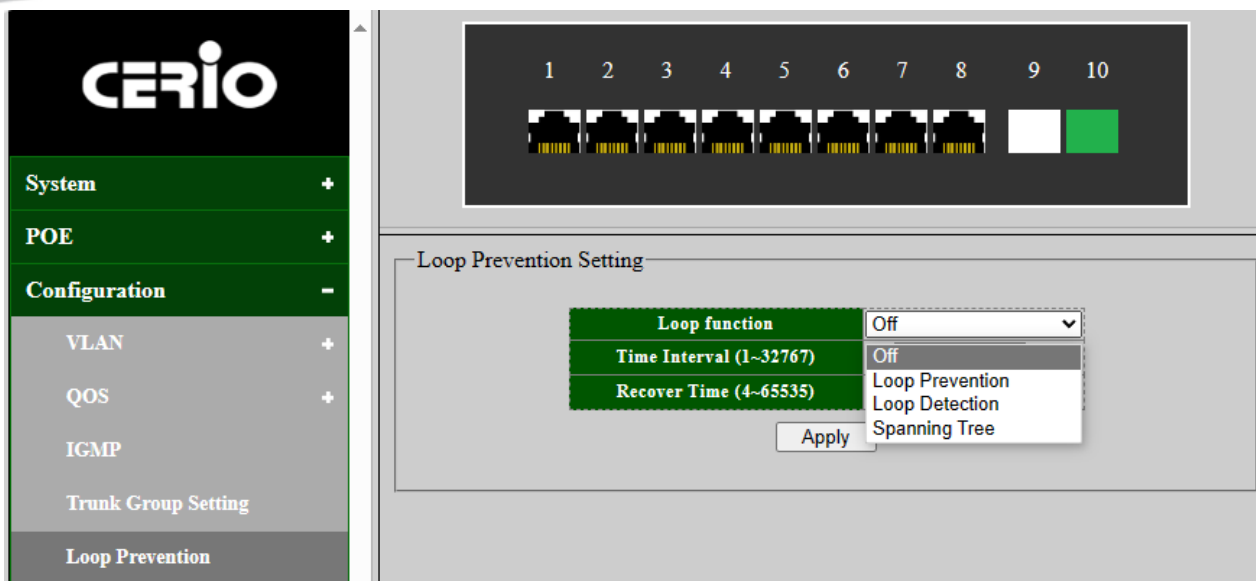 CERIO
System +
POE +
Configuration -
VLAN +
QOS +
IGMP
Trunk Group Setting
Loop Prevention
1 2 3 4 5 6 7 8 9 10
Loop Prevention Setting
Loop function Off
Time Interval (1~32767)
Recover Time (4~65535)
Off
Loop Prevention
Loop Detection
Spanning Tree
Apply